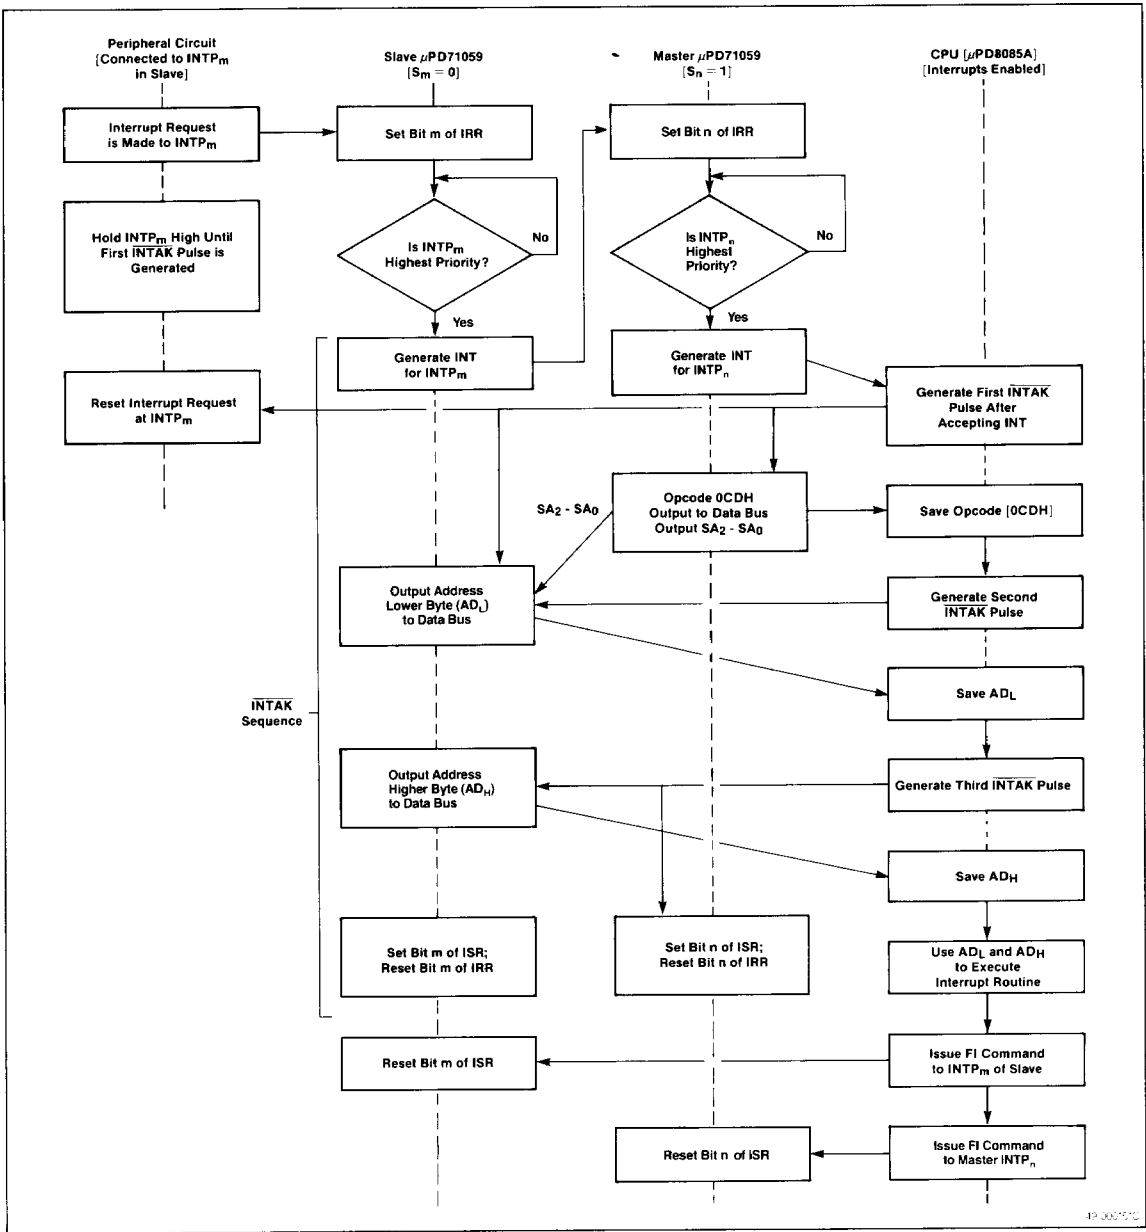 Peripheral Circuit
[Connected to INTPm
in Slave]
Slave µPD71059
[Sm = 0]
Master µPD71059
[Sn = 1]
CPU [µPD8085A]
[Interrupts Enabled]
Interrupt Request
is Made to INTPm
Set Bit m of IRR
Set Bit n of IRR
Hold INTPm High Until
First INTAK Pulse is
Generated
Is INTPm
Highest Priority?
No
Yes
Is INTPn
Highest
Priority?
No
Yes
Generate INT
for INTPm
Generate INT
for INTPn
Reset Interrupt Request
at INTPm
Generate First INTAK
Pulse After
Accepting INT
SA2 - SA0
Opcode 0CDH
Output to Data Bus
Output SA2 - SA0
Save Opcode [0CDH]
Output Address
Lower Byte (ADL)
to Data Bus
Generate Second
INTAK Pulse
INTAK
Sequence
Save ADL
Output Address
Higher Byte (ADH)
to Data Bus
Generate Third INTAK Pulse
Save ADH
Set Bit m of ISR;
Reset Bit m of IRR
Set Bit n of ISR;
Reset Bit n of IRR
Use ADL and ADH
to Execute
Interrupt Routine
Reset Bit m of ISR
Issue FI Command
to INTPm of Slave
Reset Bit n of ISR
Issue FI Command
to Master INTPn